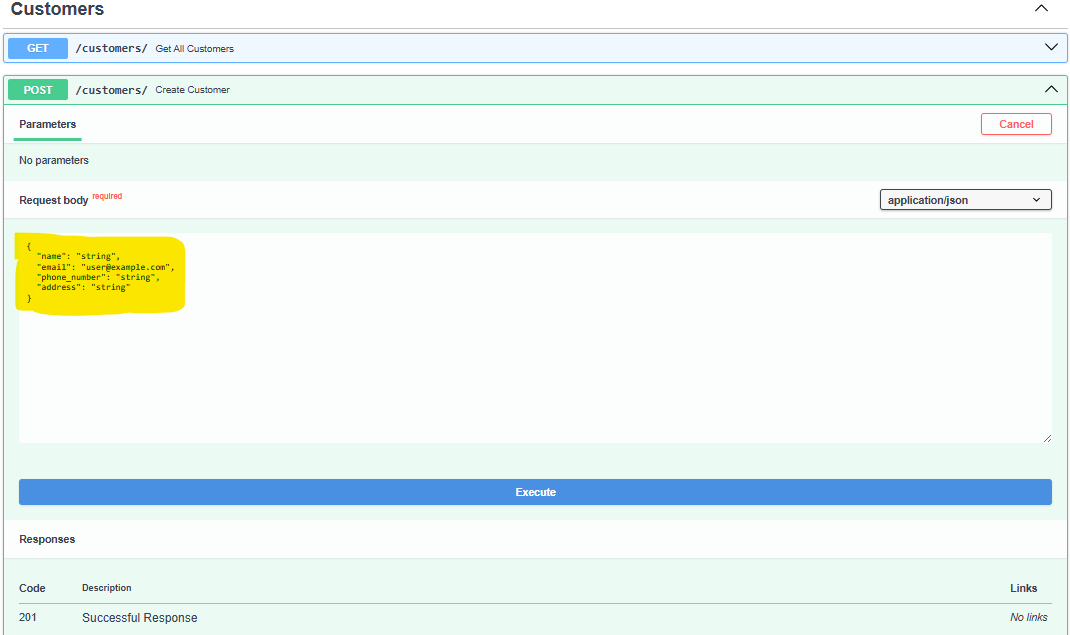 Customers
GET /customers/ Get All Customers
POST /customers/ Create Customer
Parameters
Cancel
No parameters
Request body required
application/json
{
"name": "string",
"email": "user@example.com",
"phone_number": "string",
"address": "string"
}
Execute
Responses
Code Description Links
201 Successful Response No links